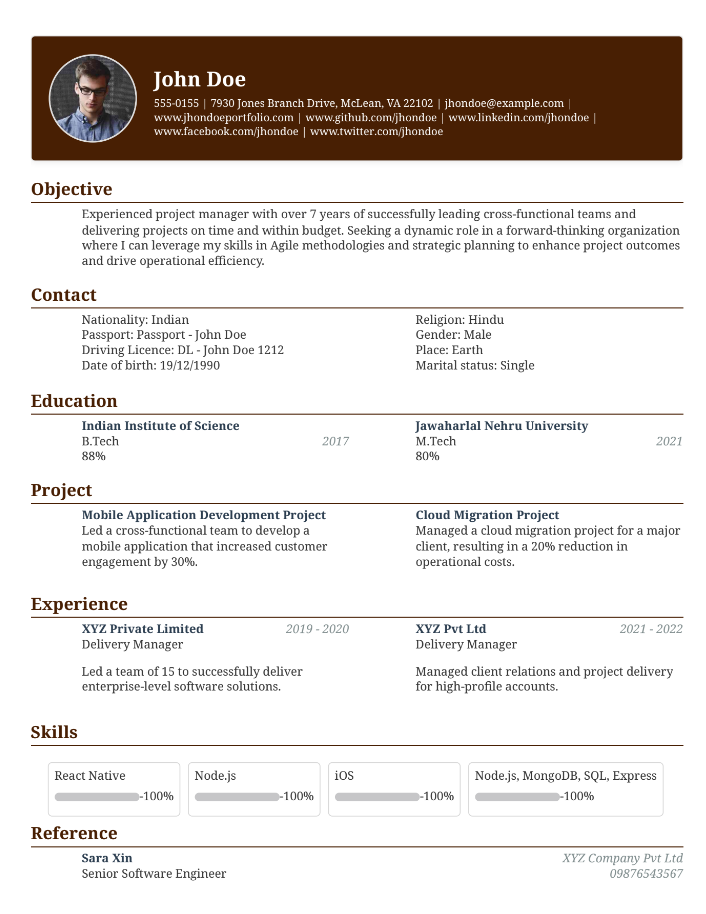 John Doe
555-0155 | 7930 Jones Branch Drive, McLean, VA 22102 | jhondoe@example.com |
www.jhondoeportfolio.com | www.github.com/jhondoe | www.linkedin.com/jhondoe |
www.facebook.com/jhondoe | www.twitter.com/jhondoe
Objective
Experienced project manager with over 7 years of successfully leading cross-functional teams and
delivering projects on time and within budget. Seeking a dynamic role in a forward-thinking organization
where I can leverage my skills in Agile methodologies and strategic planning to enhance project outcomes
and drive operational efficiency.
Contact
Nationality: Indian
Passport: Passport - John Doe
Driving Licence: DL - John Doe 1212
Date of birth: 19/12/1990
Religion: Hindu
Gender: Male
Place: Earth
Marital status: Single
Education
Indian Institute of Science
B.Tech 2017
88%
Jawaharlal Nehru University
M.Tech 2021
80%
Project
Mobile Application Development Project
Led a cross-functional team to develop a
mobile application that increased customer
engagement by 30%.
Cloud Migration Project
Managed a cloud migration project for a major
client, resulting in a 20% reduction in
operational costs.
Experience
XYZ Private Limited 2019 - 2020
Delivery Manager
Led a team of 15 to successfully deliver
enterprise-level software solutions.
XYZ Pvt Ltd 2021 - 2022
Delivery Manager
Managed client relations and project delivery
for high-profile accounts.
Skills
React Native
-100%
Node.js
-100%
iOS
-100%
Node.js, MongoDB, SQL, Express
-100%
Reference
Sara Xin XYZ Company Pvt Ltd
Senior Software Engineer 09876543567